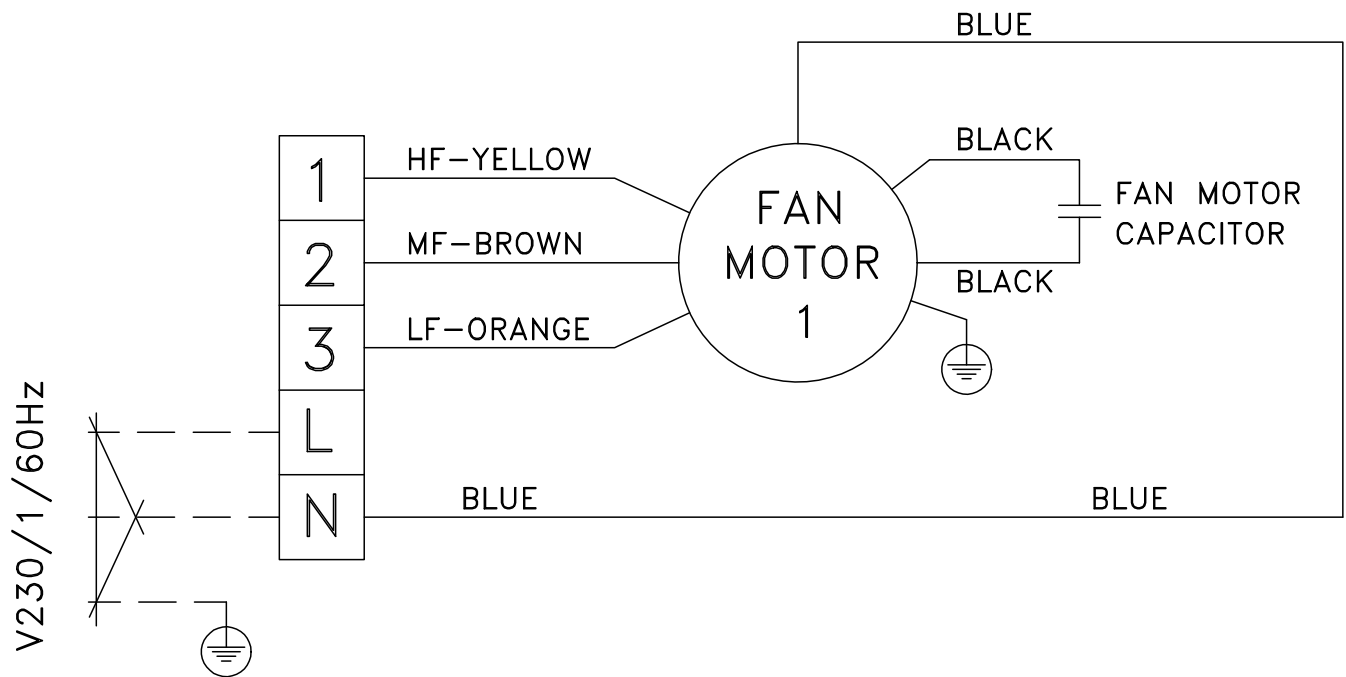 BLUE
BLACK
1
HF-YELLOW
FAN
MOTOR
1
FAN MOTOR
CAPACITOR
2
MF-BROWN
BLACK
3
LF-ORANGE
L
V230/1/60Hz
N
BLUE
BLUE